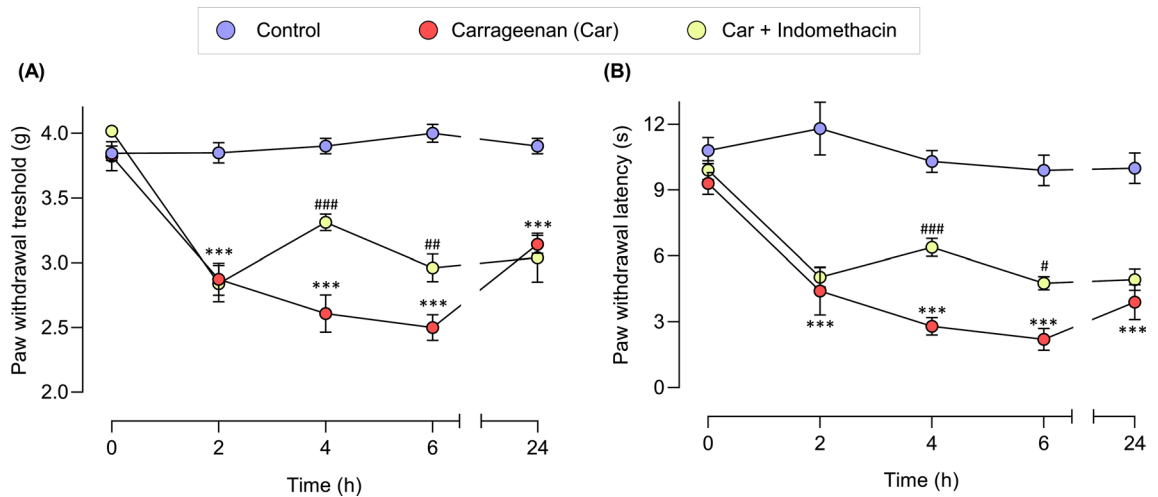 Control Carrageenan (Car) Car + Indomethacin
(A)
Paw withdrawal treshold (g)
4.0
3.5
3.0
2.5
2.0
***
###
***
##
***
***
0 2 4 6 24
Time (h)
(B)
Paw withdrawal latency (s)
12
9
6
3
0
***
###
***
#
***
***
0 2 4 6 24
Time (h)